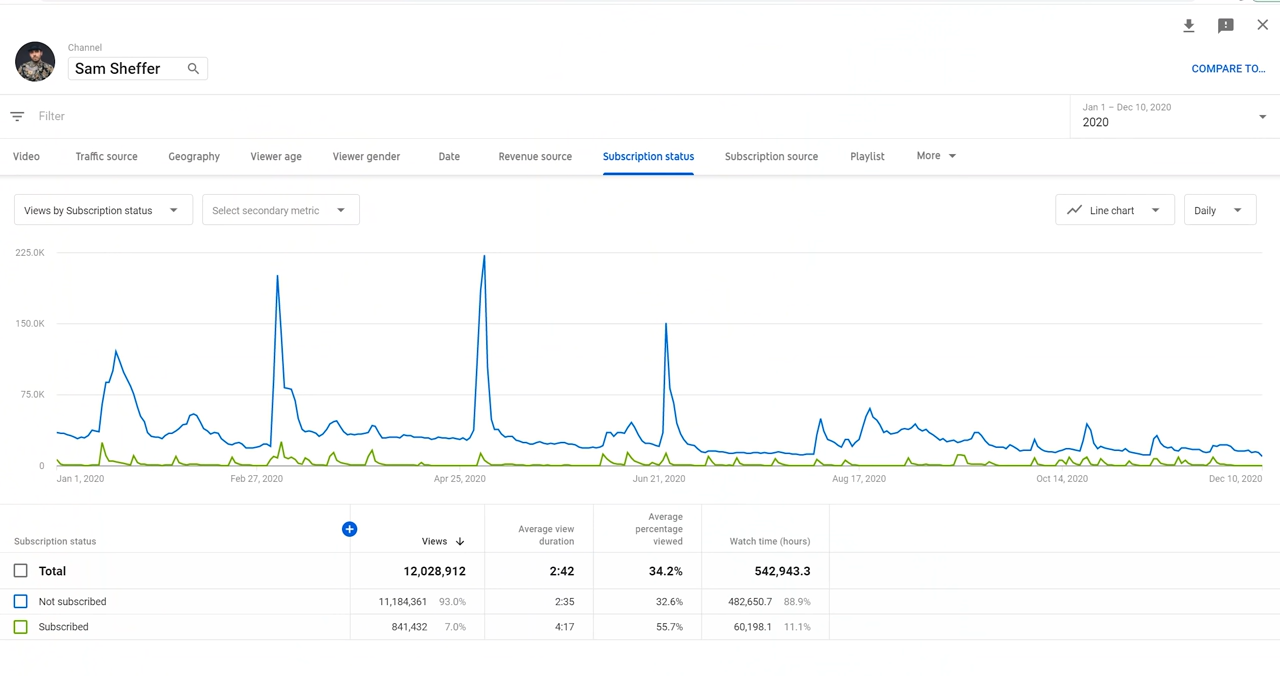 Channel
Sam Sheffer
COMPARE TO...
Filter
Jan 1 – Dec 10, 2020
2020
Video Traffic source Geography Viewer age Viewer gender Date Revenue source Subscription status Subscription source Playlist More
Views by Subscription status Select secondary metric Line chart Daily
225.0K
150.0K
75.0K
0
Jan 1, 2020 Feb 27, 2020 Apr 25, 2020 Jun 21, 2020 Aug 17, 2020 Oct 14, 2020 Dec 10, 2020
Subscription status Views Average view duration Average percentage viewed Watch time (hours)
Total 12,028,912 2:42 34.2% 542,943.3
Not subscribed 11,184,361 93.0% 2:35 32.6% 482,650.7 88.9%
Subscribed 841,432 7.0% 4:17 55.7% 60,198.1 11.1%